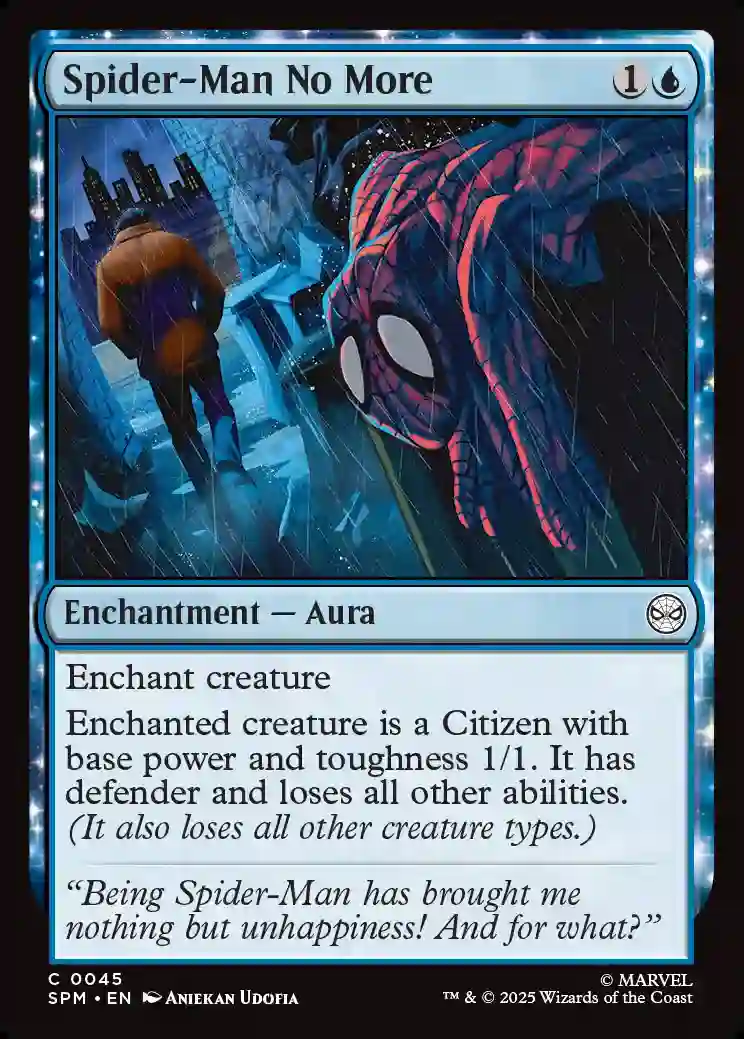 Spider-Man No More 1
Enchantment — Aura
Enchant creature
Enchanted creature is a Citizen with
base power and toughness 1/1. It has
defender and loses all other abilities.
(It also loses all other creature types.)
“Being Spider-Man has brought me
nothing but unhappiness! And for what?”
C 0045
SPM • EN Aniekan Udofia
© MARVEL
™ & © 2025 Wizards of the Coast